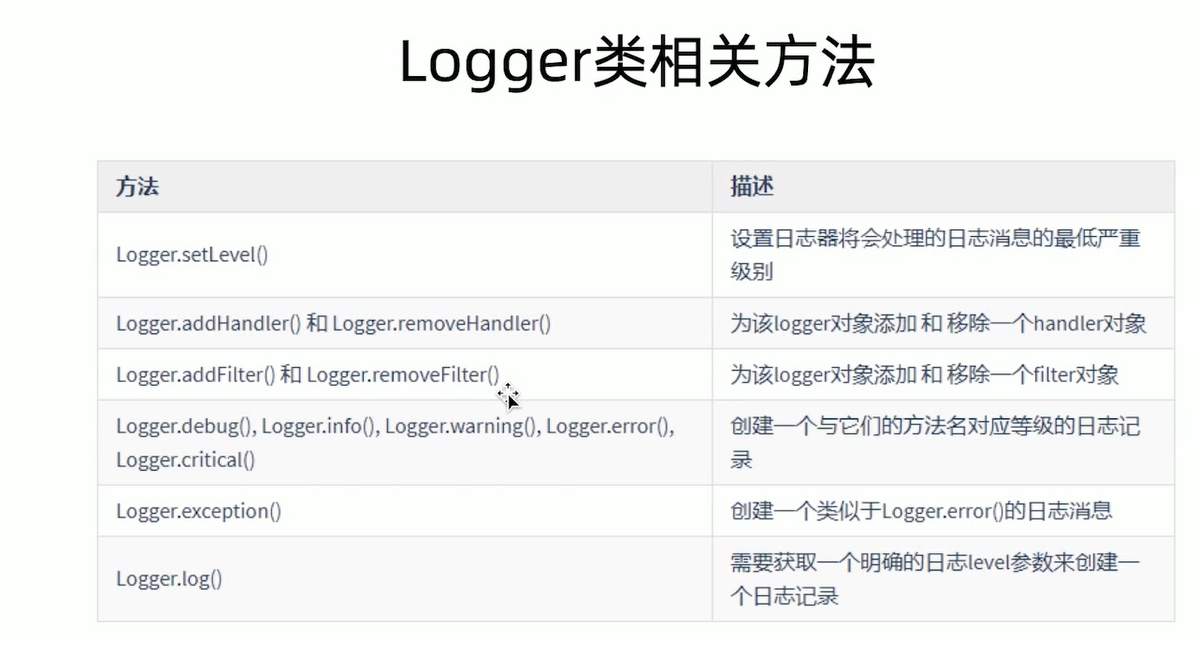 Logger类相关方法
方法
描述
Logger.setLevel()
设置日志器将会处理的日志消息的最低严重
级别
Logger.addHandler() 和 Logger.removeHandler()
为该logger对象添加 和 移除一个handler对象
Logger.addFilter() 和 Logger.removeFilter()
为该logger对象添加 和 移除一个filter对象
Logger.debug(), Logger.info(), Logger.warning(), Logger.error(),
Logger.critical()
创建一个与它们的方法名对应等级的日志记
录
Logger.exception()
创建一个类似于Logger.error()的日志消息
Logger.log()
需要获取一个明确的日志level参数来创建一
个日志记录